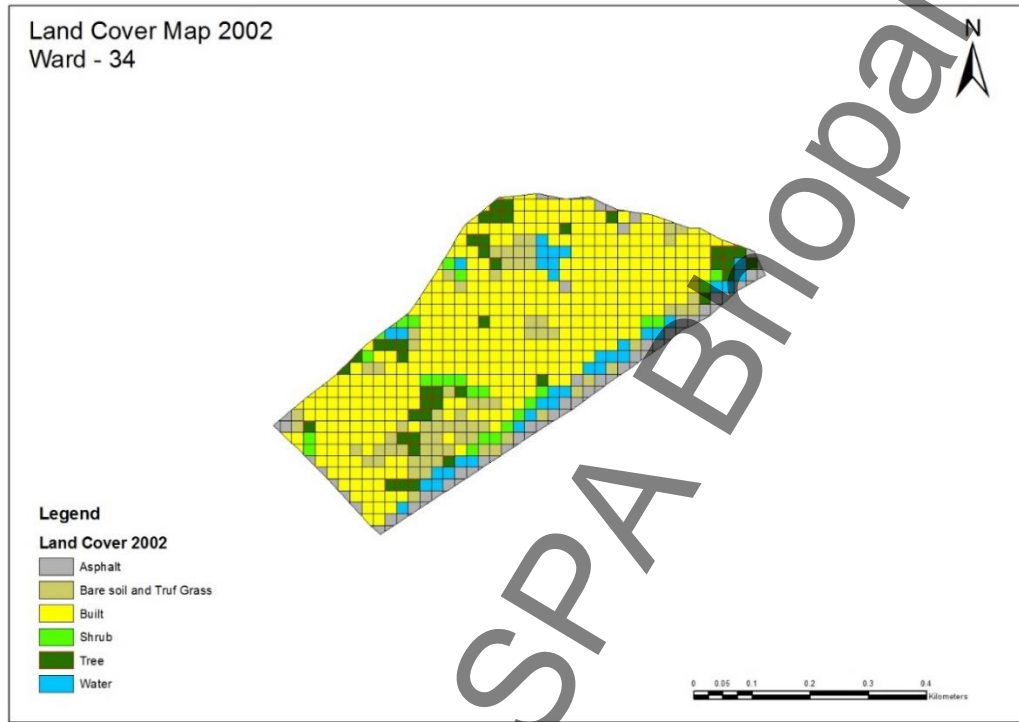 Land Cover Map 2002
Ward - 34
N
SPA Bhopal
Legend
Land Cover 2002
Asphalt
Bare soil and Truf Grass
Built
Shrub
Tree
Water
0 0.05 0.1 0.2 0.3 0.4
Kilometers